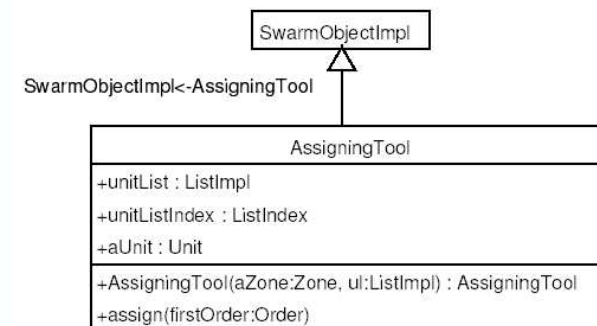 SwarmObjectImpl
SwarmObjectImpl<-AssigningTool
AssigningTool
+unitList : ListImpl
+unitListIndex : ListIndex
+aUnit : Unit
+AssigningTool(aZone:Zone, ul:ListImpl) : AssigningTool
+assign(firstOrder:Order)